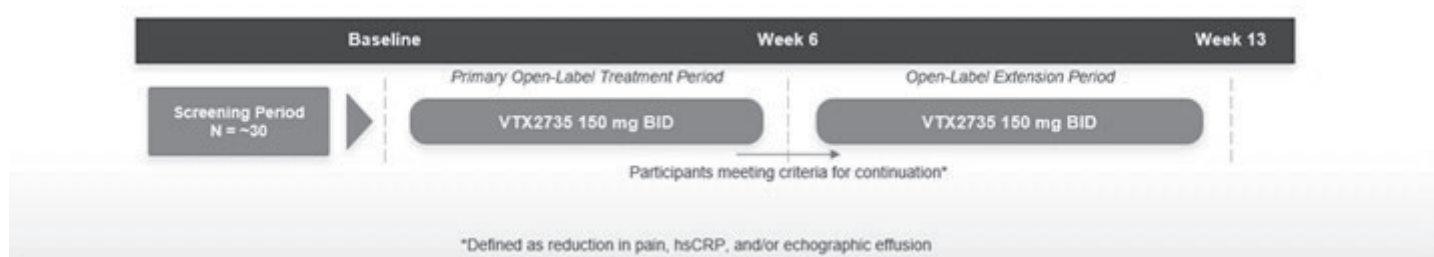 Baseline Week 6 Week 13
Primary Open-Label Treatment Period Open-Label Extension Period
Screening Period
N = ~30
VTX2735 150 mg BID VTX2735 150 mg BID
Participants meeting criteria for continuation*
*Defined as reduction in pain, hsCRP, and/or echographic effusion